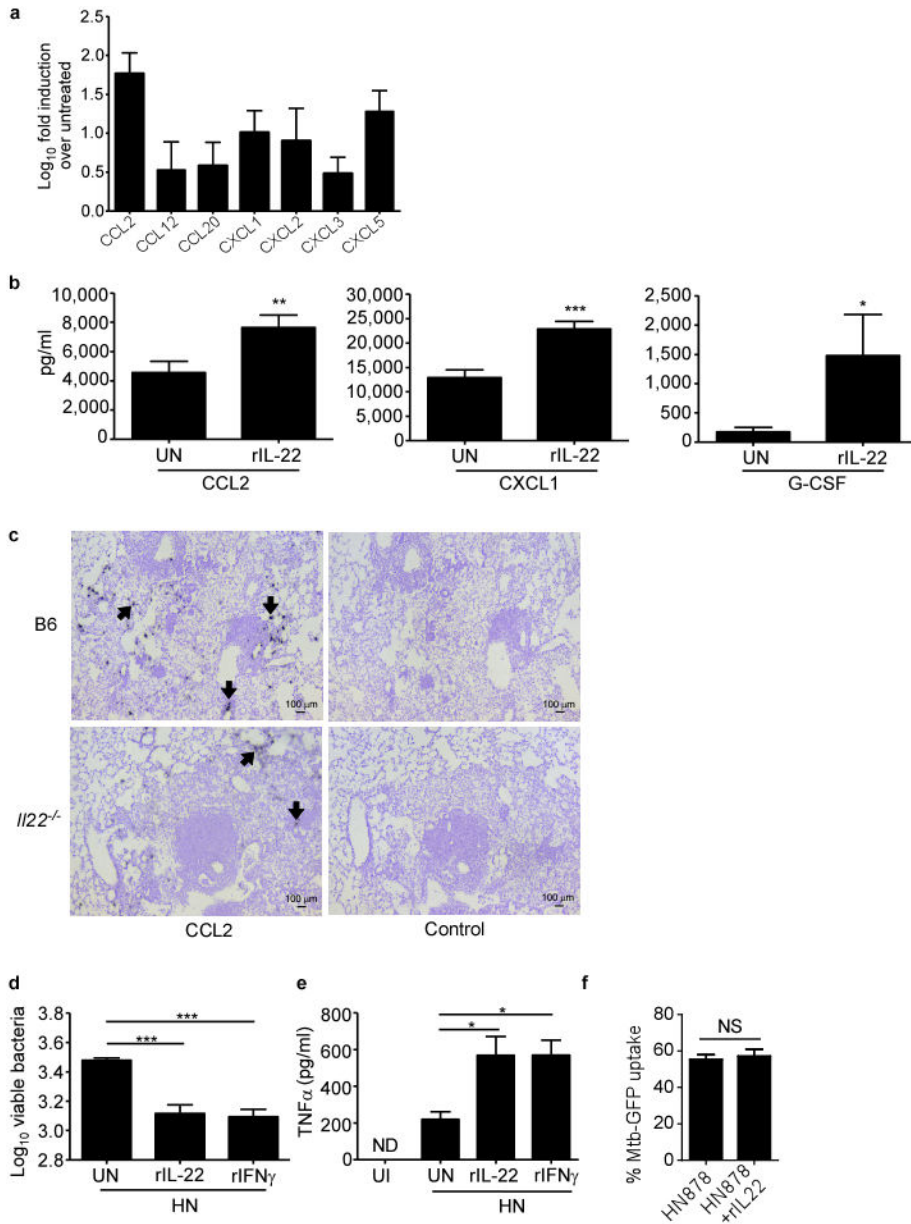 a
Log10 fold induction
over untreated
2.5
2.0
1.5
1.0
0.5
0.0
CCL2
CCL12
CCL20
CXCL1
CXCL2
CXCL3
CXCL5
b
pg/ml
10,000
8,000
6,000
4,000
2,000
0
**
UN rIL-22
CCL2
30,000
25,000
20,000
15,000
10,000
5,000
0
***
UN rIL-22
CXCL1
2,500
1,500
500
0
*
UN rIL-22
G-CSF
c
B6
100 µm
100 µm
Il22-/-
100 µm
100 µm
CCL2 Control
d
Log10 viable bacteria
3.8
3.6
3.4
3.2
3.0
2.8
***
***
UN rIL-22 rIFNγ
HN
e
TNFα (pg/ml)
800
600
400
200
0
*
*
ND
UI UN rIL-22 rIFNγ
HN
f
% Mtb-GFP uptake
80
60
40
20
0
NS
HN878
HN878
+rIL22